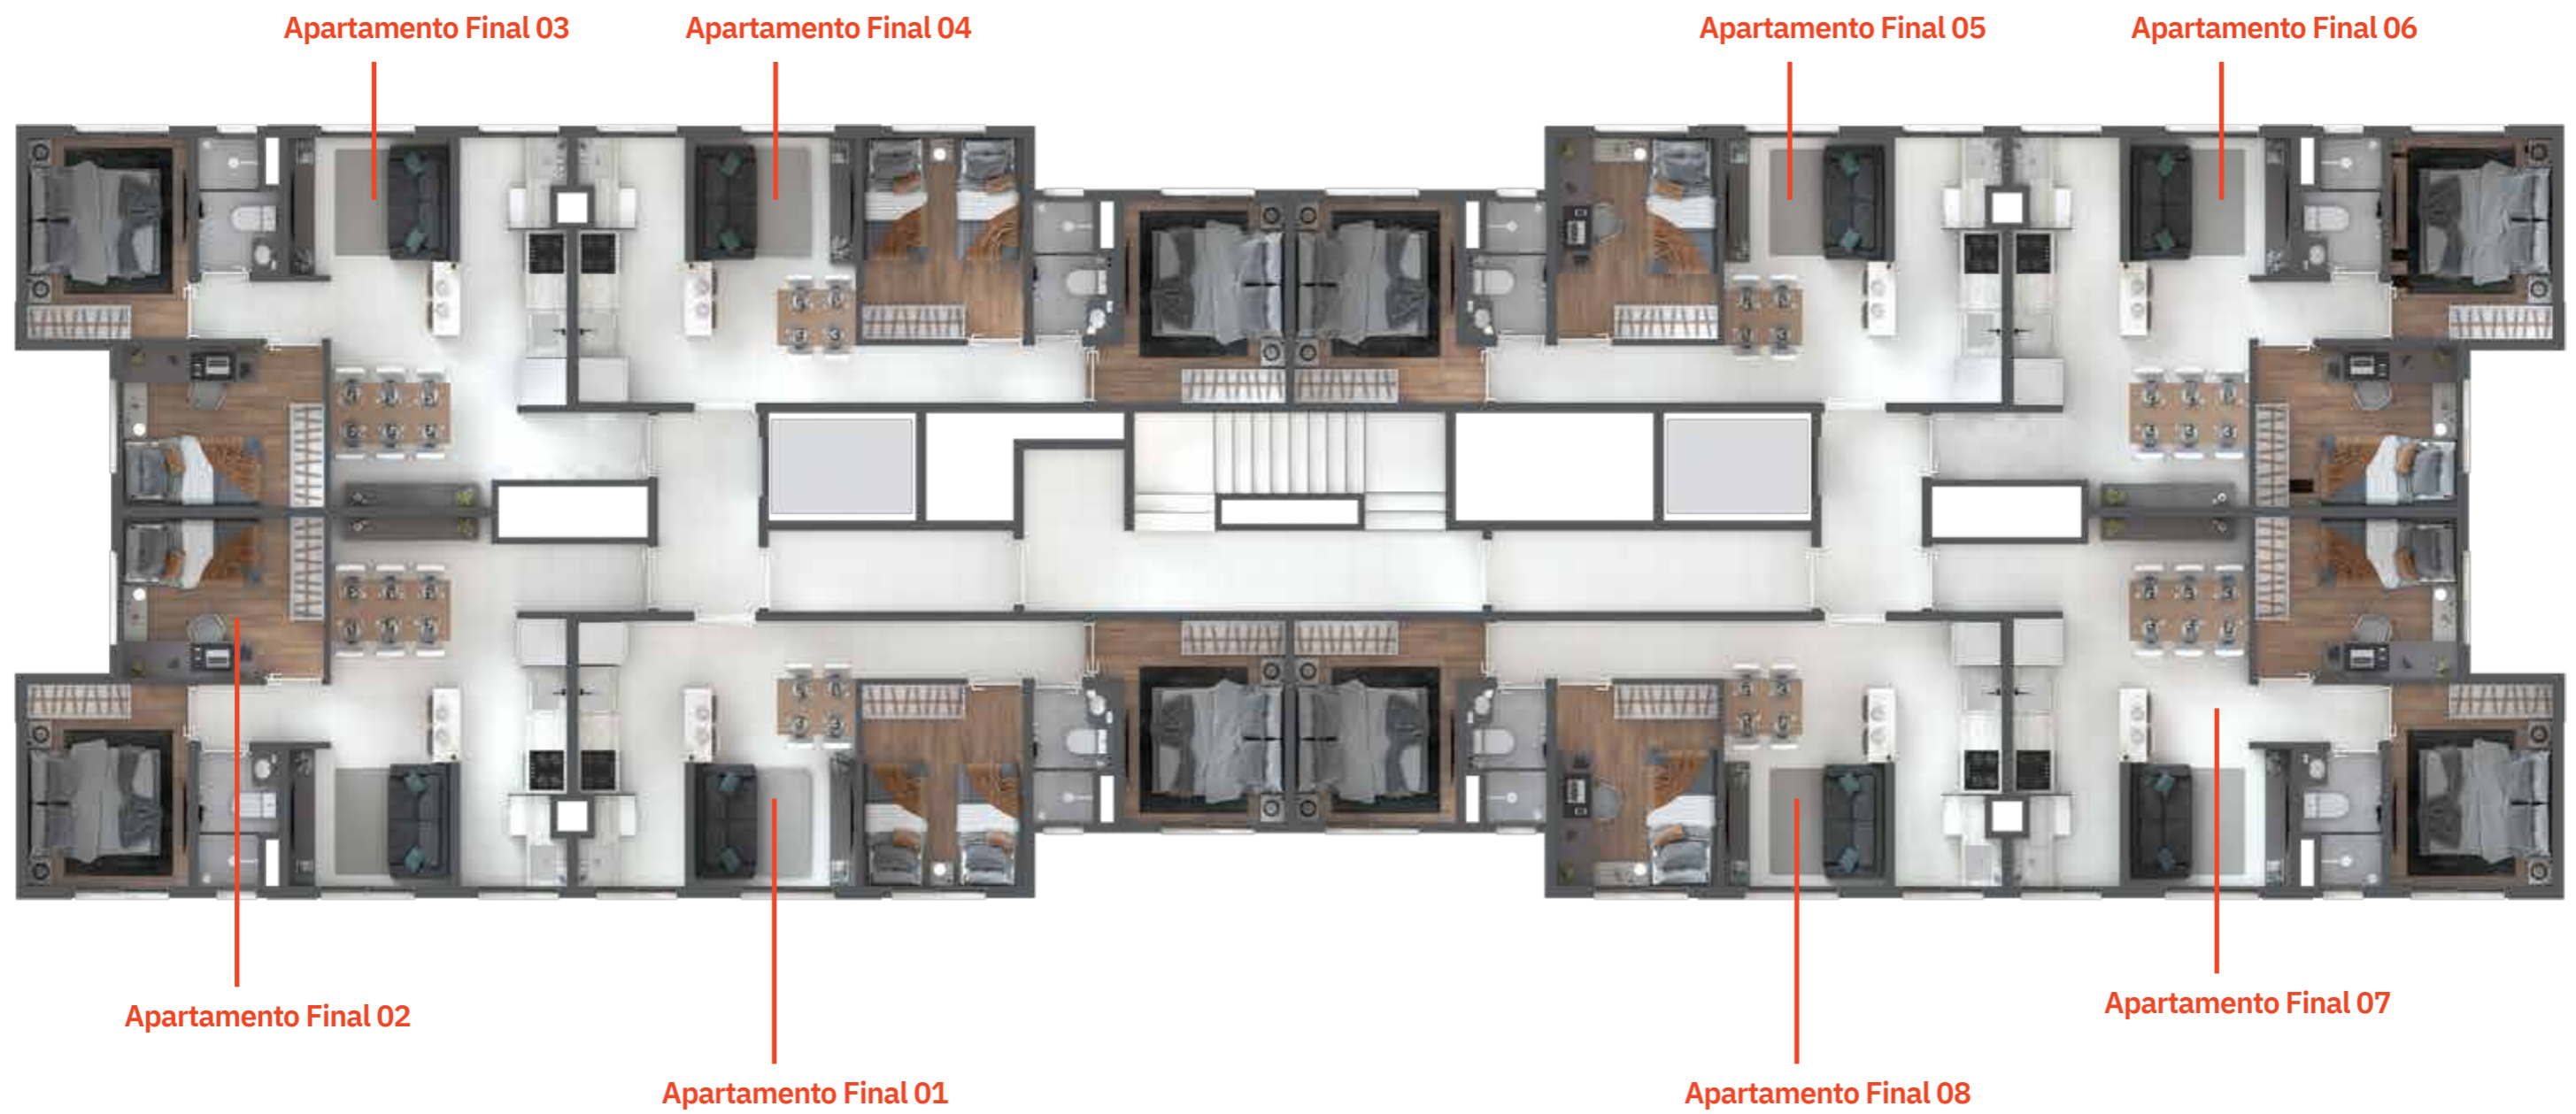 Apartamento Final 03
Apartamento Final 04
Apartamento Final 05
Apartamento Final 06
Apartamento Final 02
Apartamento Final 07
Apartamento Final 01
Apartamento Final 08